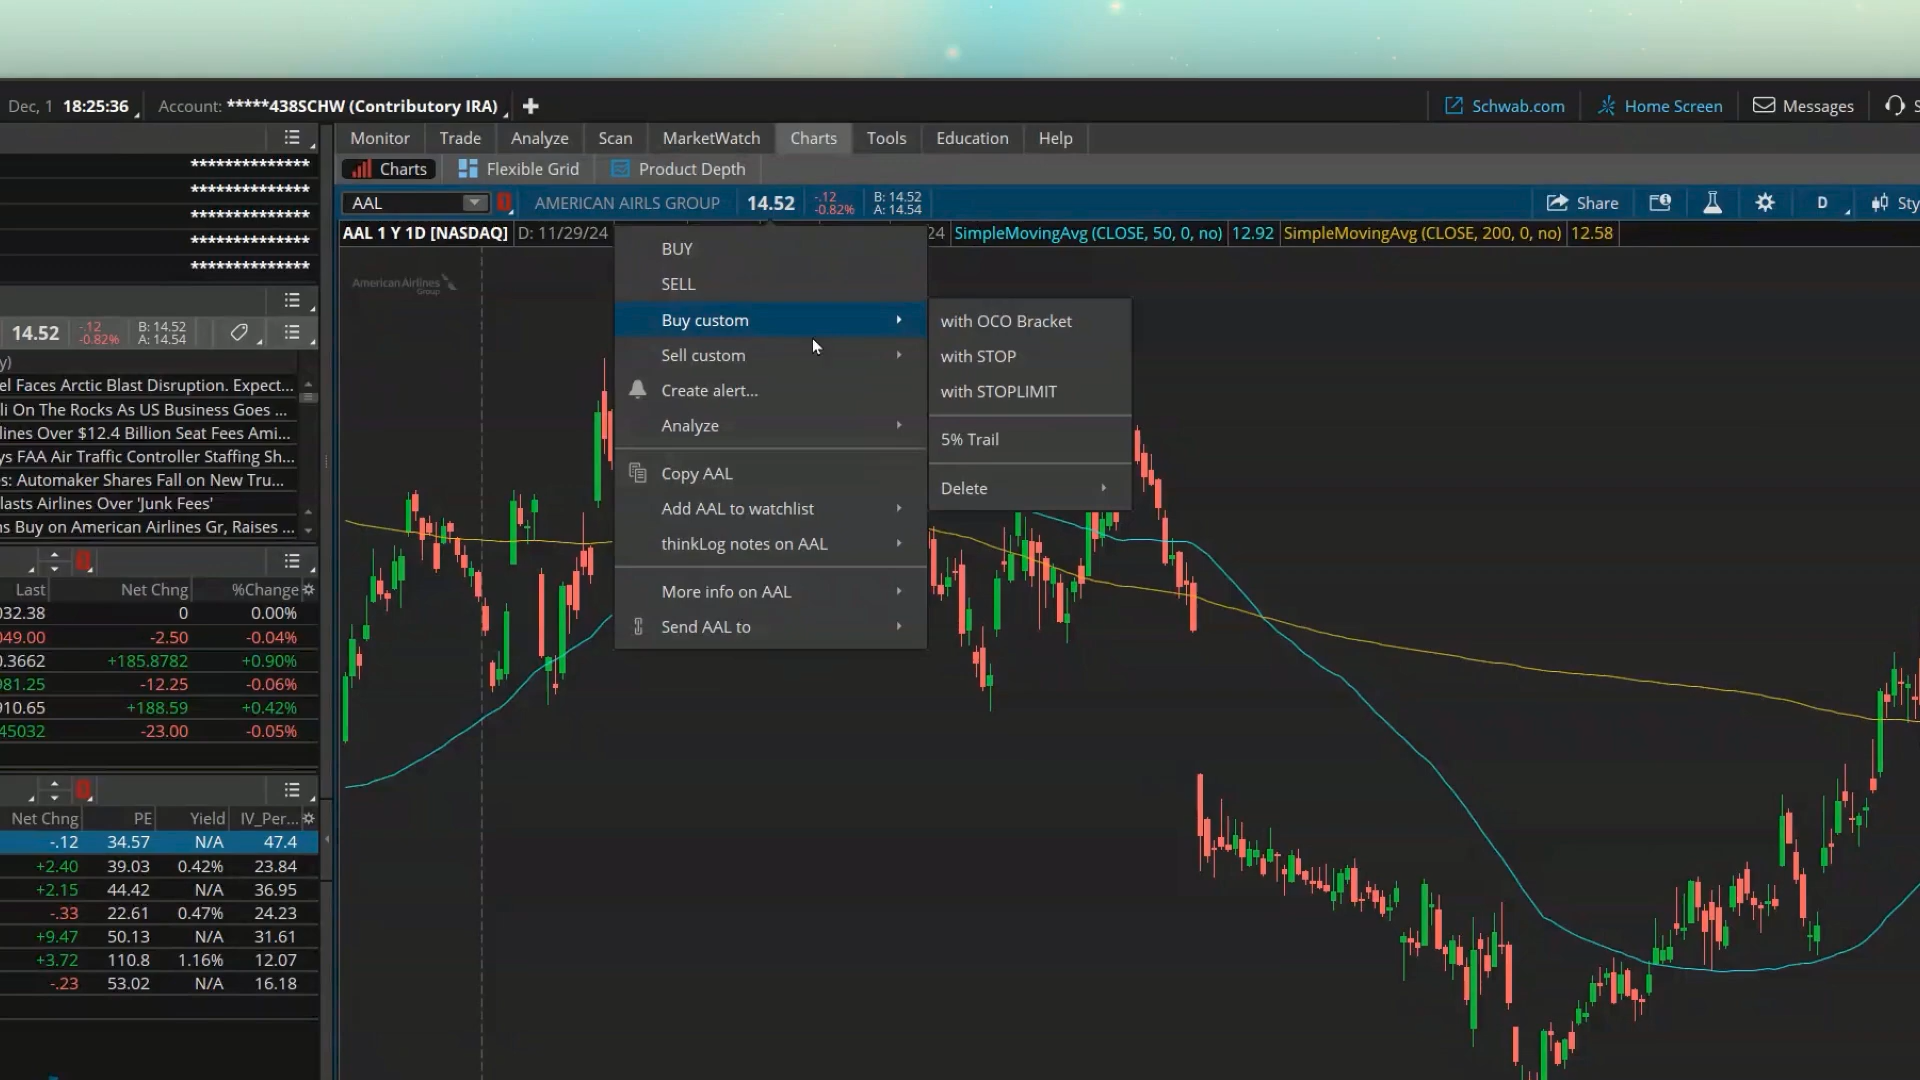 Dec, 1 18:25:36 Account: *****438SCHW (Contributory IRA) Schwab.com Home Screen Messages
Monitor Trade Analyze Scan MarketWatch Charts Tools Education Help
**************
**************
**************
**************
**************
Charts Flexible Grid Product Depth
AAL AMERICAN AIRLS GROUP 14.52 -.12 -0.82% B: 14.52 A: 14.54 Share D Sty
AAL 1 Y 1D [NASDAQ] D: 11/29/24 24 SimpleMovingAvg (CLOSE, 50, 0, no) 12.92 SimpleMovingAvg (CLOSE, 200, 0, no) 12.58
American Airlines Group
BUY
SELL
Buy custom
Sell custom
Create alert...
Analyze
Copy AAL
Add AAL to watchlist
thinkLog notes on AAL
More info on AAL
Send AAL to
with OCO Bracket
with STOP
with STOPLIMIT
5% Trail
Delete
14.52 -.12 -0.82% B: 14.52 A: 14.54
y)
el Faces Arctic Blast Disruption. Expect...
li On The Rocks As US Business Goes ...
lines Over $12.4 Billion Seat Fees Ami...
ys FAA Air Traffic Controller Staffing Sh...
s: Automaker Shares Fall on New Tru...
lasts Airlines Over 'Junk Fees'
ns Buy on American Airlines Gr, Raises ...
Last Net Chng %Change
032.38 0 0.00%
049.00 -2.50 -0.04%
0.3662 +185.8782 +0.90%
981.25 -12.25 -0.06%
910.65 +188.59 +0.42%
45032 -23.00 -0.05%
Net Chng PE Yield IV_Per...
-.12 34.57 N/A 47.4
+2.40 39.03 0.42% 23.84
+2.15 44.42 N/A 36.95
-.33 22.61 0.47% 24.23
+9.47 50.13 N/A 31.61
+3.72 110.8 1.16% 12.07
-.23 53.02 N/A 16.18